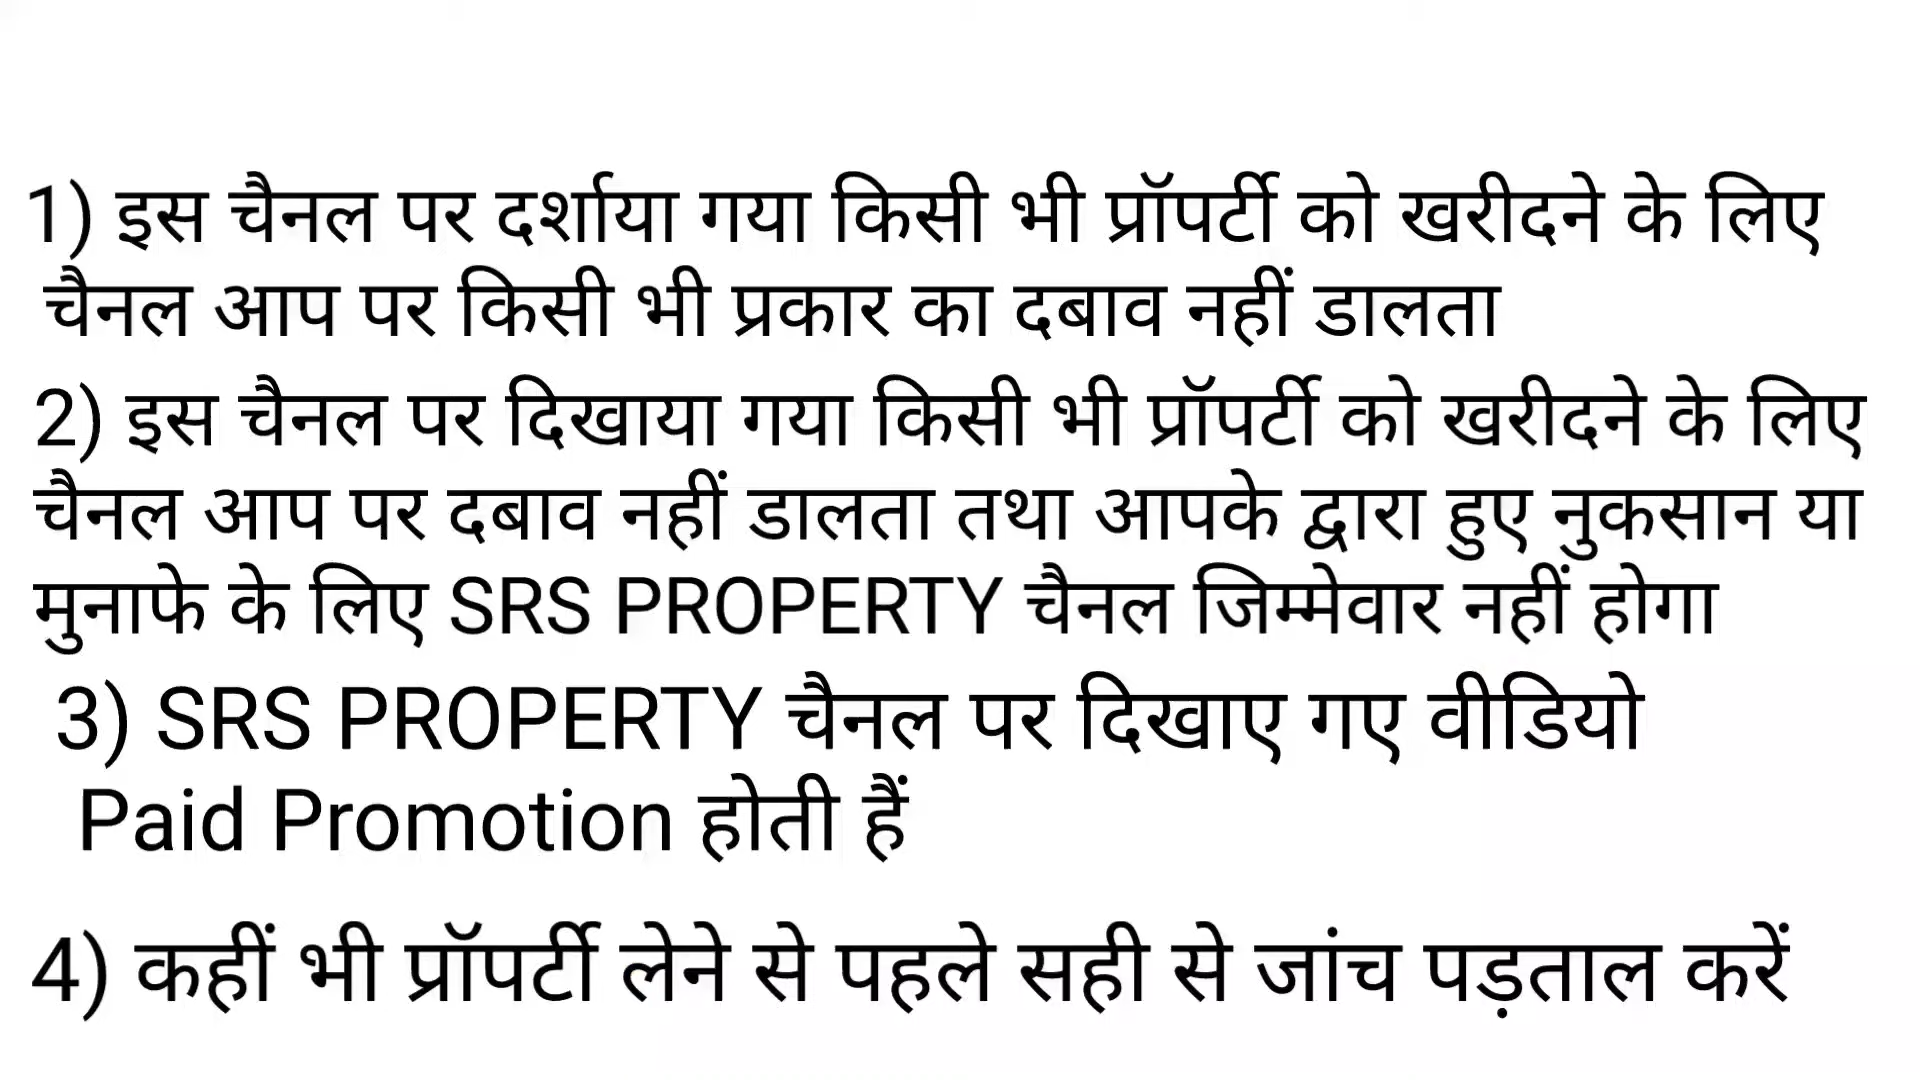 1) इस चैनल पर दर्शाया गया किसी भी प्रॉपर्टी को खरीदने के लिए
चैनल आप पर किसी भी प्रकार का दबाव नहीं डालता
2) इस चैनल पर दिखाया गया किसी भी प्रॉपर्टी को खरीदने के लिए
चैनल आप पर दबाव नहीं डालता तथा आपके द्वारा हुए नुकसान या
मुनाफे के लिए SRS PROPERTY चैनल जिम्मेवार नहीं होगा
3) SRS PROPERTY चैनल पर दिखाए गए वीडियो
Paid Promotion होती हैं
4) कहीं भी प्रॉपर्टी लेने से पहले सही से जांच पड़ताल करें